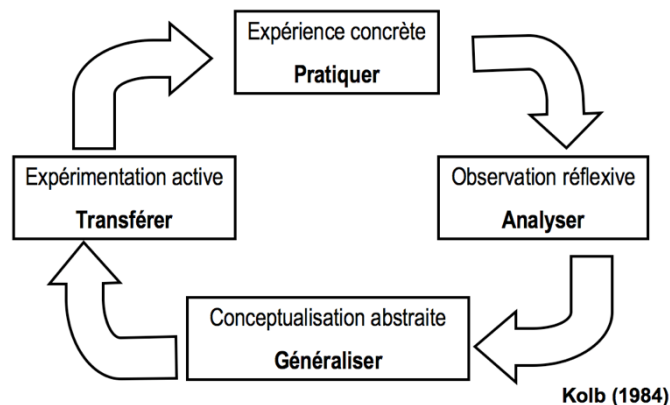 Expérience concrète
Pratiquer
Observation réflexive
Analyser
Conceptualisation abstraite
Généraliser
Expérimentation active
Transférer
Kolb (1984)